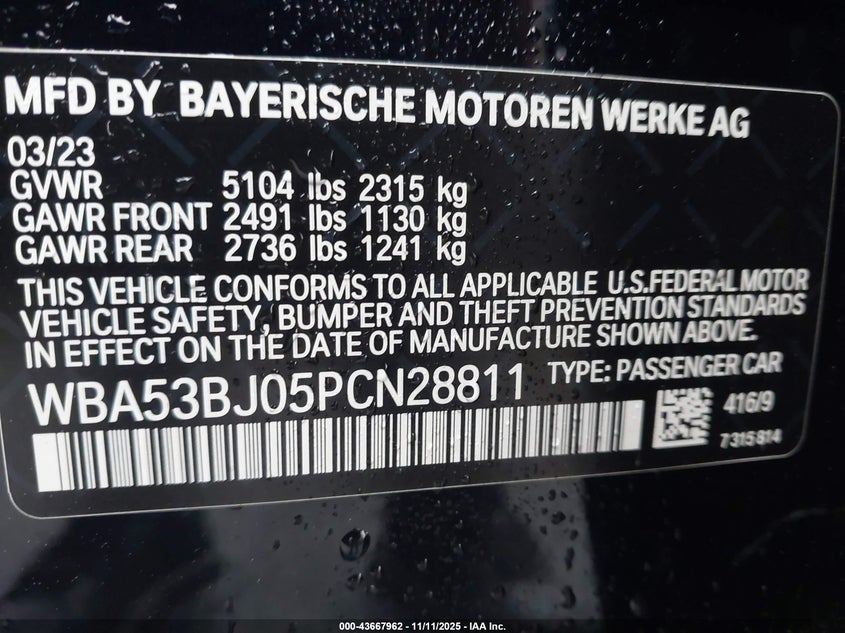 MFD BY BAYERISCHE MOTOREN WERKE AG
03/23
GVWR 5104 lbs 2315 kg
GAWR FRONT 2491 lbs 1130 kg
GAWR REAR 2736 lbs 1241 kg
THIS VEHICLE CONFORMS TO ALL APPLICABLE U.S.FEDERAL MOTOR
VEHICLE SAFETY, BUMPER AND THEFT PREVENTION STANDARDS
IN EFFECT ON THE DATE OF MANUFACTURE SHOWN ABOVE.
WBA53BJ05PCN28811 TYPE: PASSENGER CAR
416/9
7315814
000-43667962 - 11/11/2025 - IAA Inc.